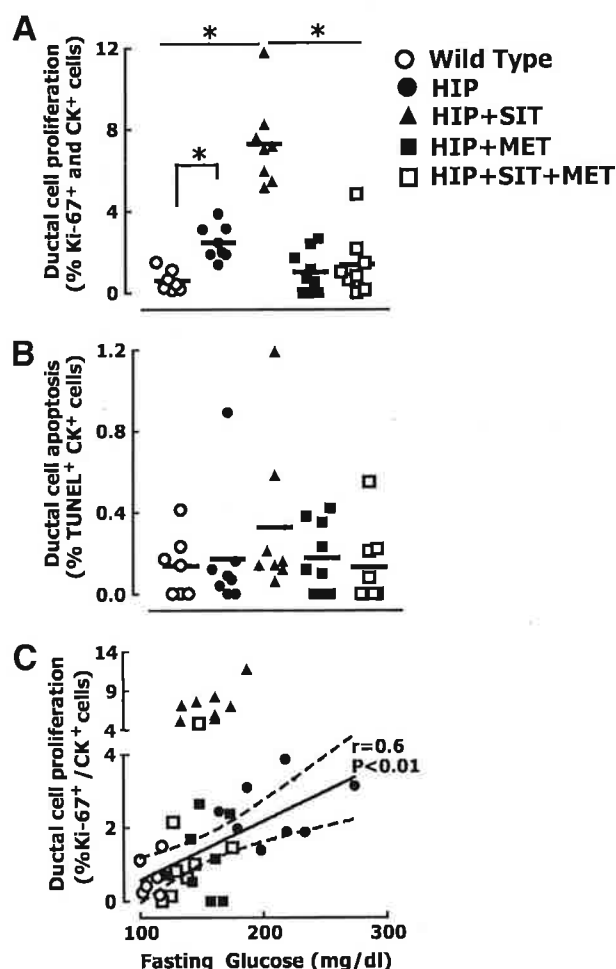 A
Ductal cell proliferation
(% Ki-67+ and CK+ cells)
12
8
4
0
*
*
*
Wild Type
HIP
HIP+SIT
HIP+MET
HIP+SIT+MET
B
Ductal cell apoptosis
(% TUNEL+ CK+ cells)
1.2
0.8
0.4
0.0
C
Ductal cell proliferation
(%Ki-67+ /CK+ cells)
14
9
4
4
2
0
r=0.6
P<0.01
100
200
300
Fasting Glucose (mg/dl)